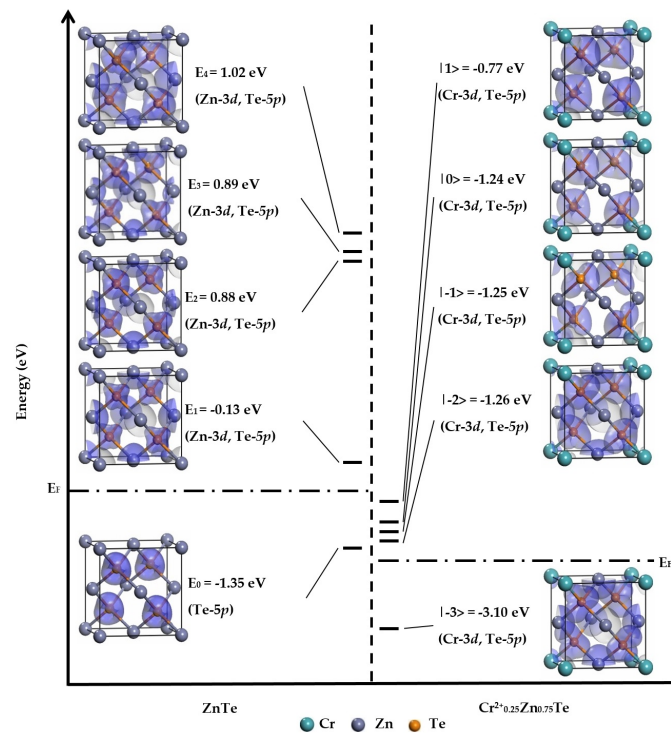 E₄ = 1.02 eV
(Zn-3d, Te-5p)
E₃ = 0.89 eV
(Zn-3d, Te-5p)
E₂ = 0.88 eV
(Zn-3d, Te-5p)
E₁ = -0.13 eV
(Zn-3d, Te-5p)
E₀ = -1.35 eV
(Te-5p)
Energy (eV)
E_F
|1> = -0.77 eV
(Cr-3d, Te-5p)
|0> = -1.24 eV
(Cr-3d, Te-5p)
|-1> = -1.25 eV
(Cr-3d, Te-5p)
|-2> = -1.26 eV
(Cr-3d, Te-5p)
E_F
|-3> = -3.10 eV
(Cr-3d, Te-5p)
ZnTe
Cr²⁺₀.₂₅Zn₀.₇₅Te
Cr Zn Te